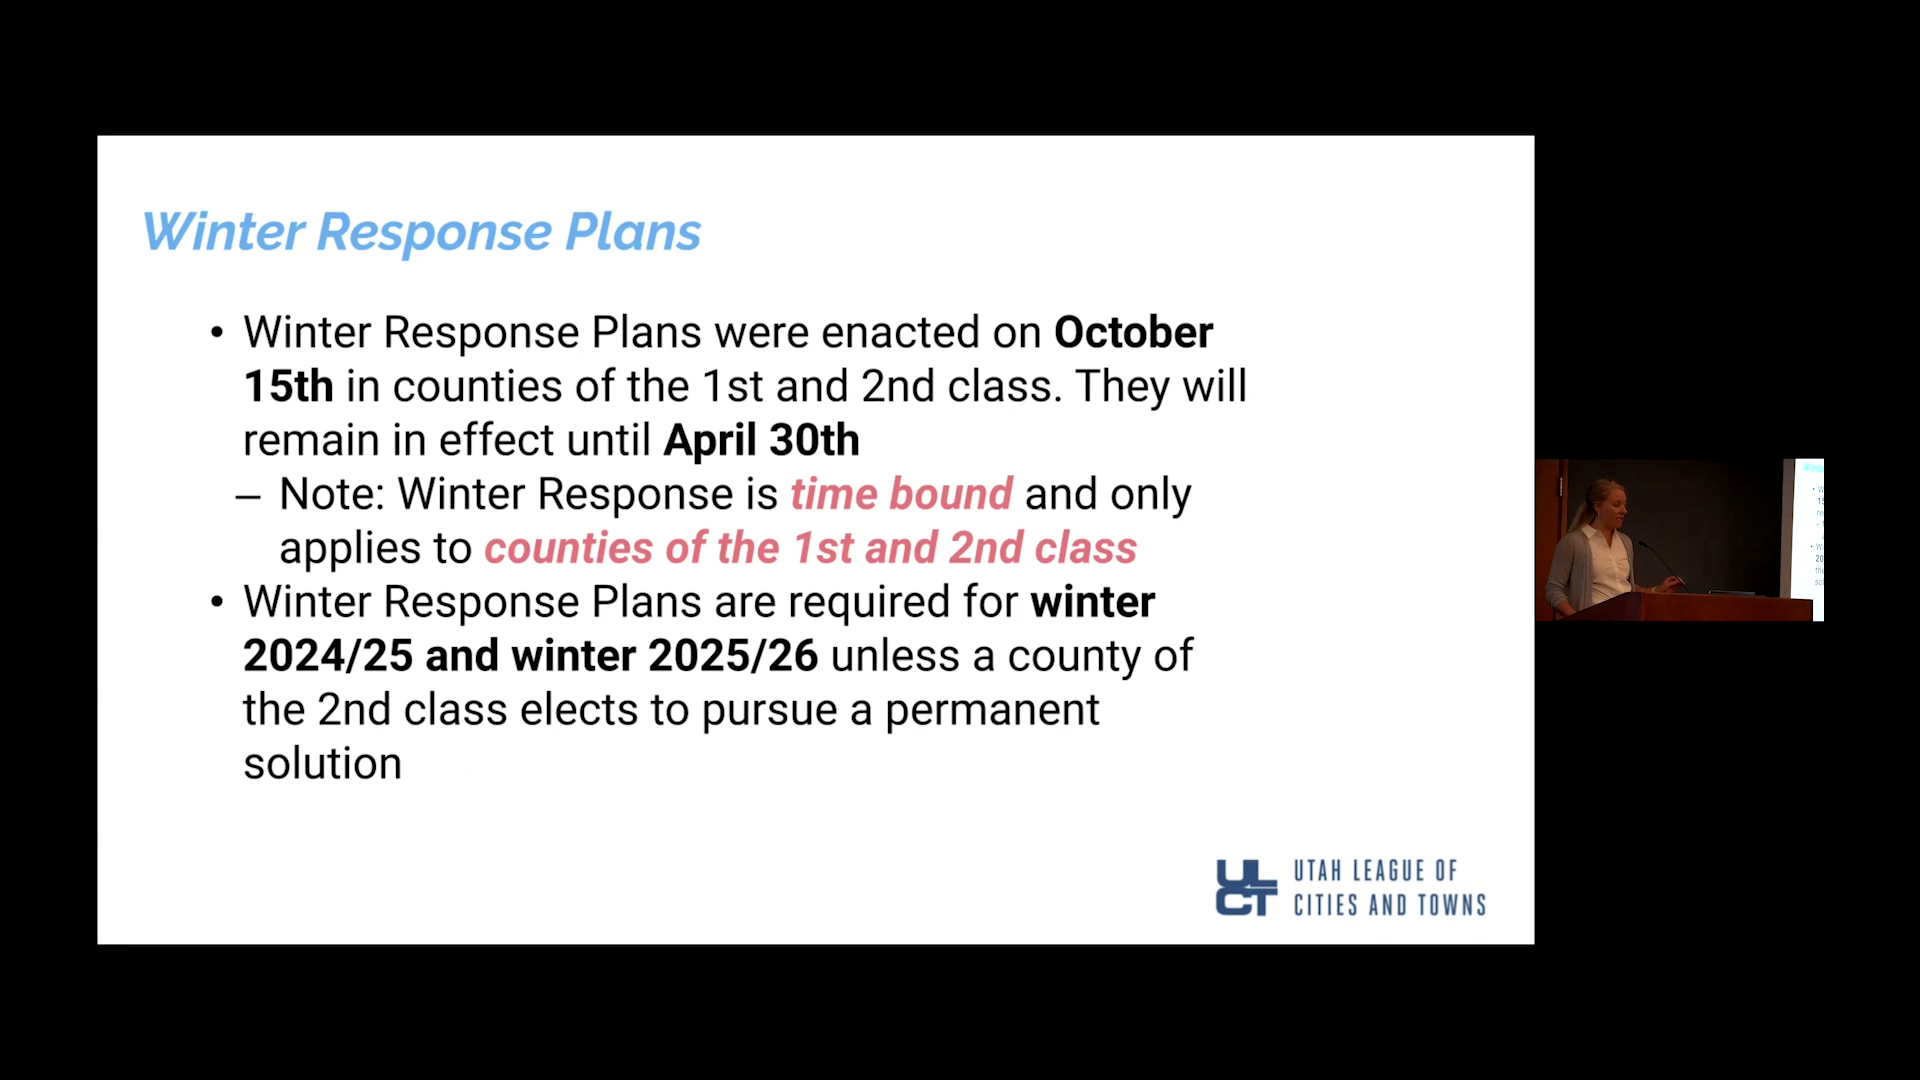 Winter Response Plans
• Winter Response Plans were enacted on October
15th in counties of the 1st and 2nd class. They will
remain in effect until April 30th
– Note: Winter Response is time bound and only
applies to counties of the 1st and 2nd class
• Winter Response Plans are required for winter
2024/25 and winter 2025/26 unless a county of
the 2nd class elects to pursue a permanent
solution
ULCT
UTAH LEAGUE OF
CITIES AND TOWNS